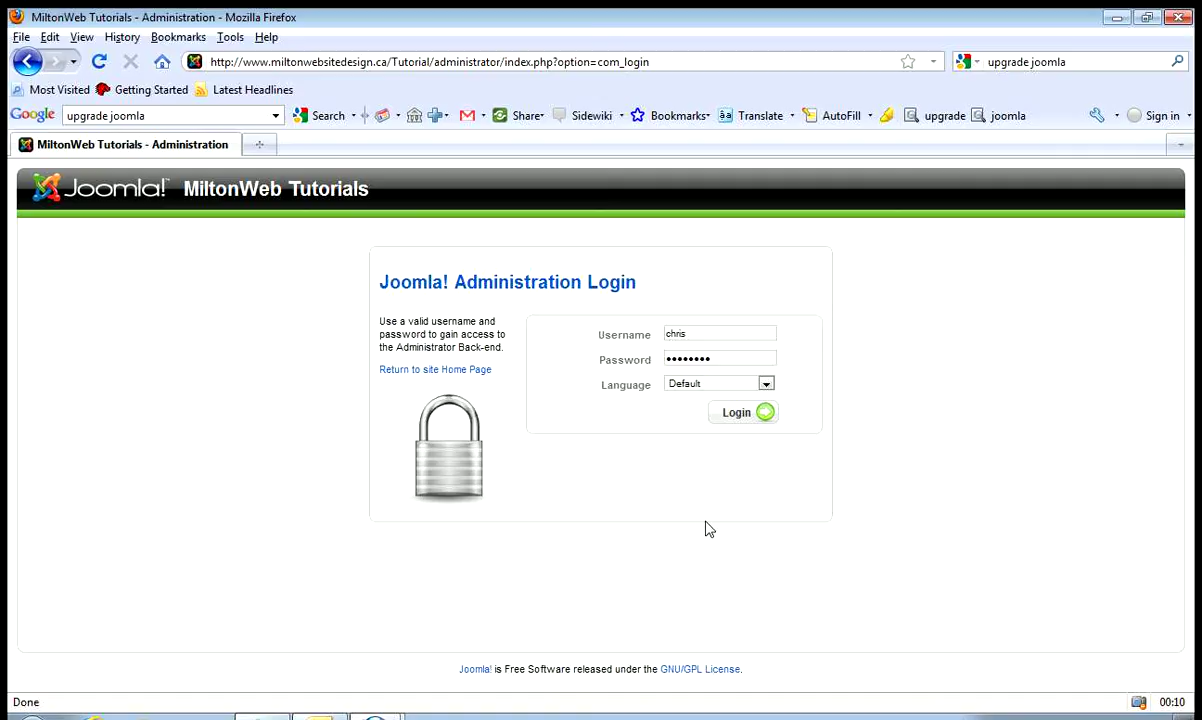 MiltonWeb Tutorials - Administration - Mozilla Firefox
File Edit View History Bookmarks Tools Help
http://www.miltonwebsitedesign.ca/Tutorial/administrator/index.php?option=com_login
upgrade joomla
Most Visited Getting Started Latest Headlines
Google upgrade joomla Search Share Sidewiki Bookmarks Translate AutoFill upgrade joomla Sign in
MiltonWeb Tutorials - Administration
Joomla!™ MiltonWeb Tutorials
Joomla! Administration Login
Use a valid username and
password to gain access to
the Administrator Back-end.
Return to site Home Page
Username chris
Password ••••••••
Language Default
Login
Joomla! is Free Software released under the GNU/GPL License.
Done 00:10